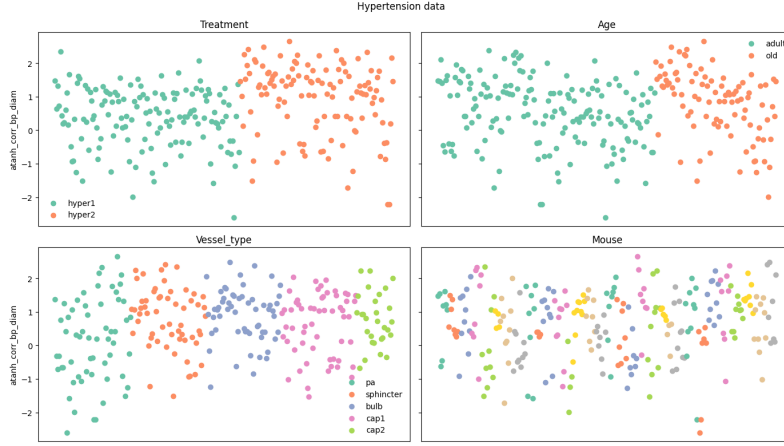 Hypertension data
Treatment
Age
atanh_corr_bp_diam
2
1
0
−1
−2
hyper1
hyper2
adult
old
Vessel_type
Mouse
atanh_corr_bp_diam
2
1
0
−1
−2
pa
sphincter
bulb
cap1
cap2